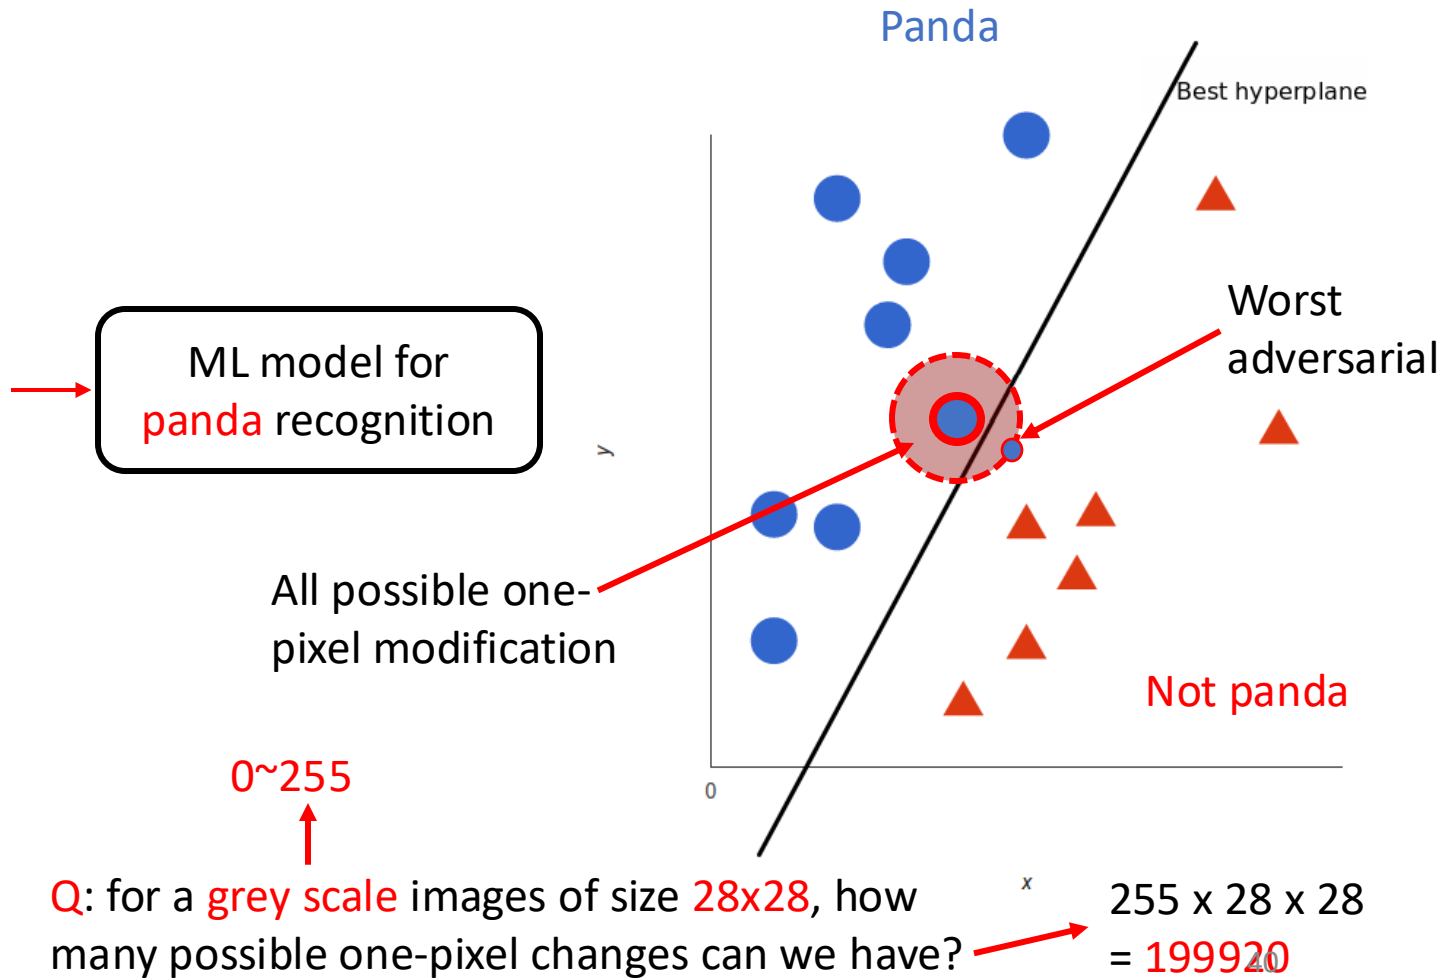 Panda
Best hyperplane
Worst
adversarial
ML model for
panda recognition
y
All possible one-
pixel modification
Not panda
0~255
0
x
Q: for a grey scale images of size 28x28, how
many possible one-pixel changes can we have?
255 x 28 x 28
= 199920
40